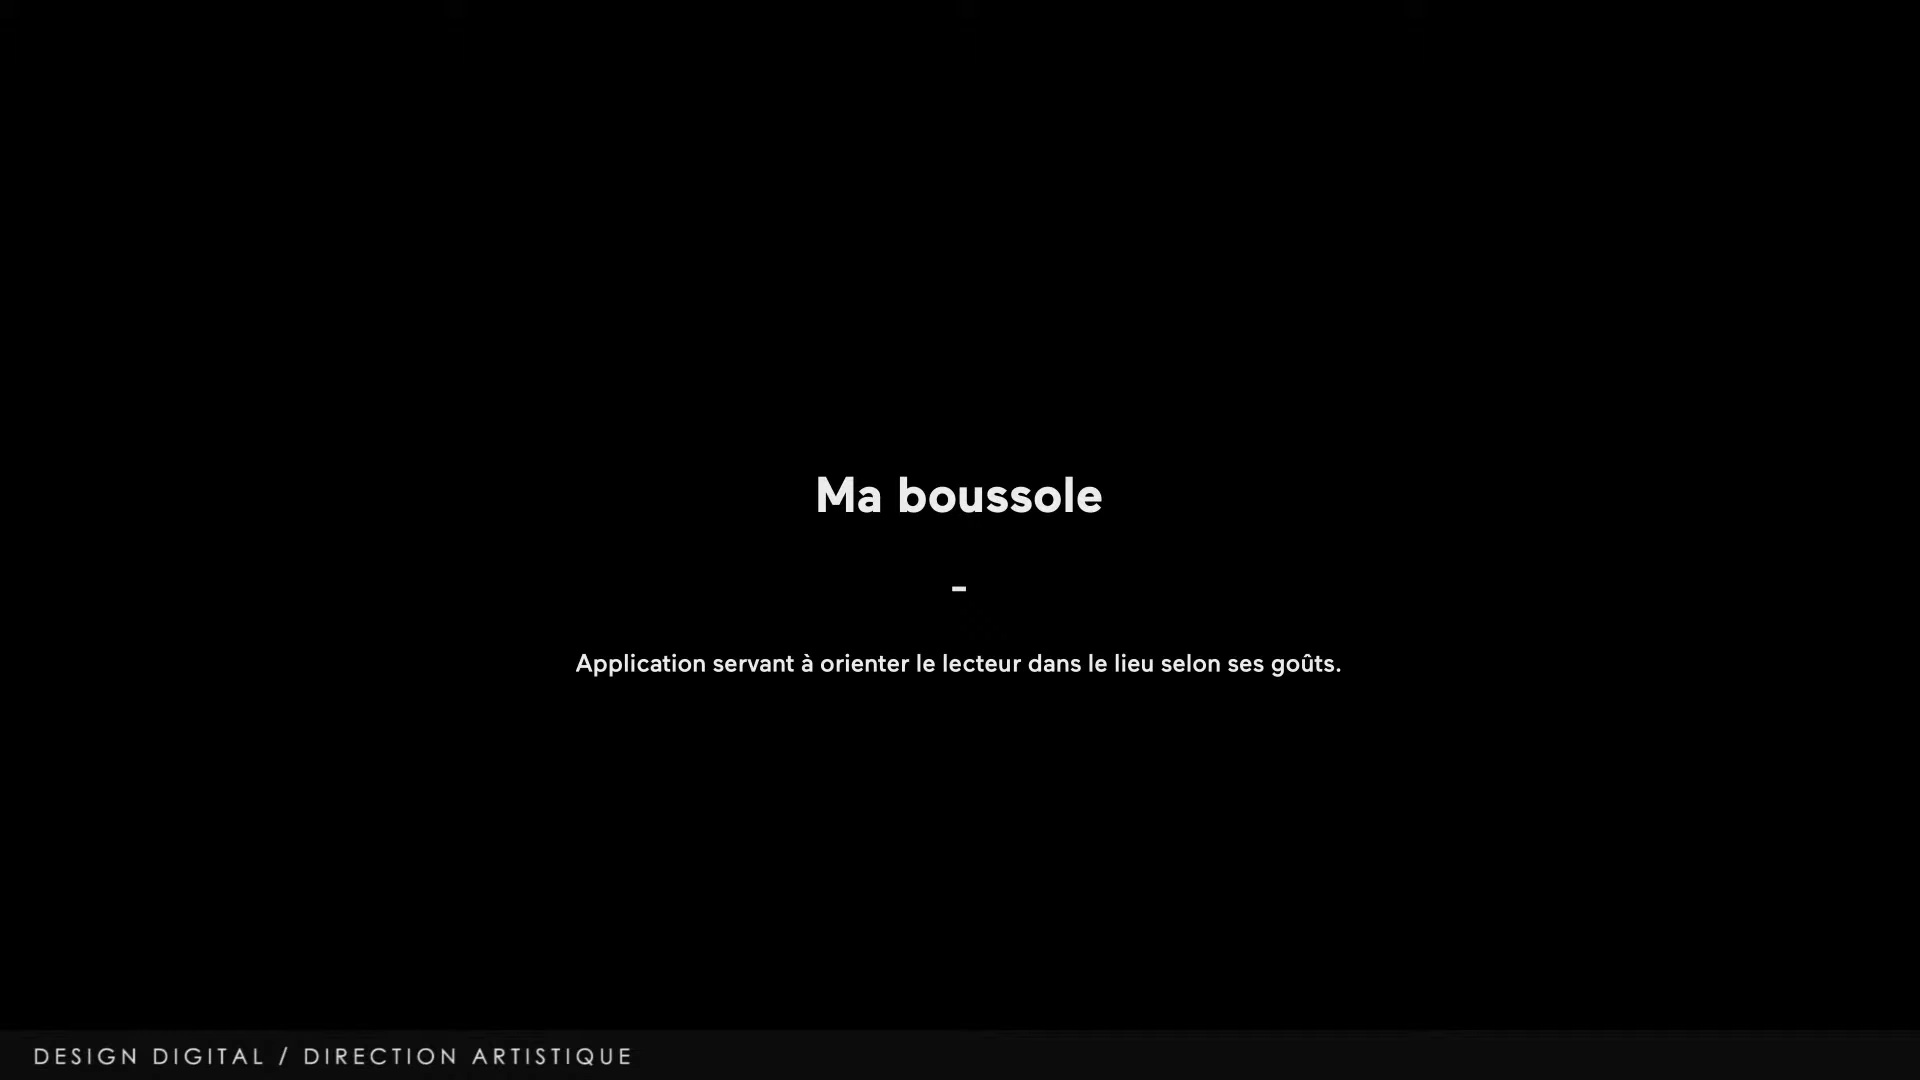 Ma boussole
-
Application servant à orienter le lecteur dans le lieu selon ses goûts.
DESIGN DIGITAL / DIRECTION ARTISTIQUE